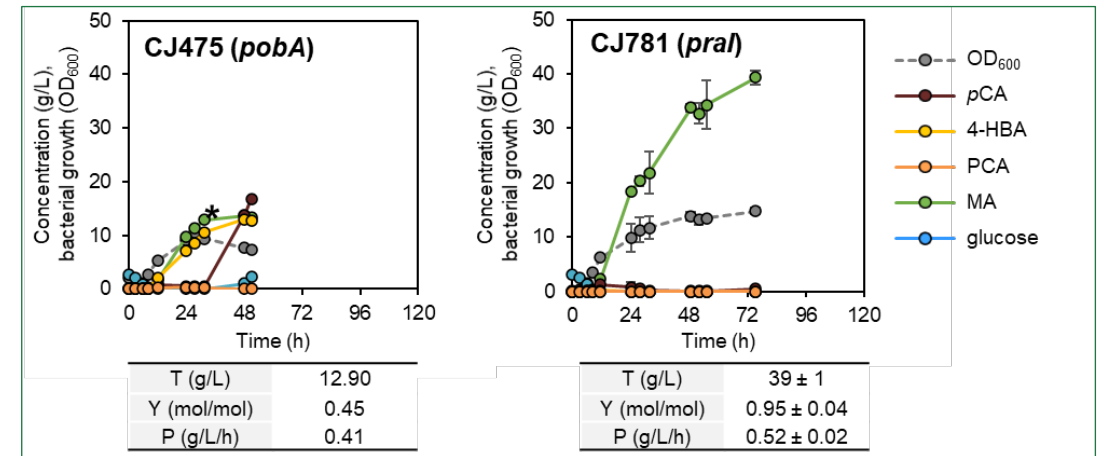 CJ475 (pobA)
Concentration (g/L),
bacterial growth (OD600)
50
40
30
20
10
0
*
0 24 48 72 96 120
Time (h)
T (g/L) 12.90
Y (mol/mol) 0.45
P (g/L/h) 0.41
CJ781 (praI)
Concentration (g/L),
bacterial growth (OD600)
50
40
30
20
10
0
0 24 48 72 96 120
Time (h)
T (g/L) 39 ± 1
Y (mol/mol) 0.95 ± 0.04
P (g/L/h) 0.52 ± 0.02
OD600
pCA
4-HBA
PCA
MA
glucose